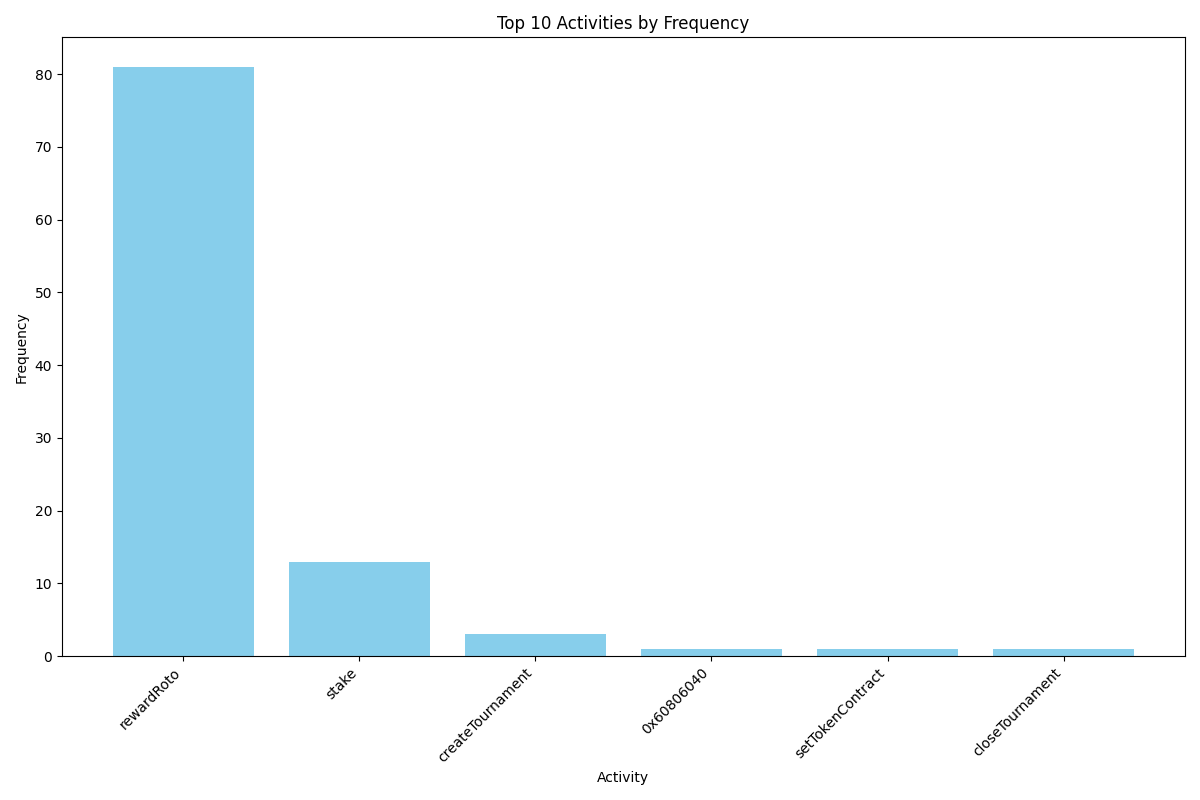 Top 10 Activities by Frequency
Frequency
80
70
60
50
40
30
20
10
0
rewardRoto
stake
createTournament
0x60806040
setTokenContract
closeTournament
Activity